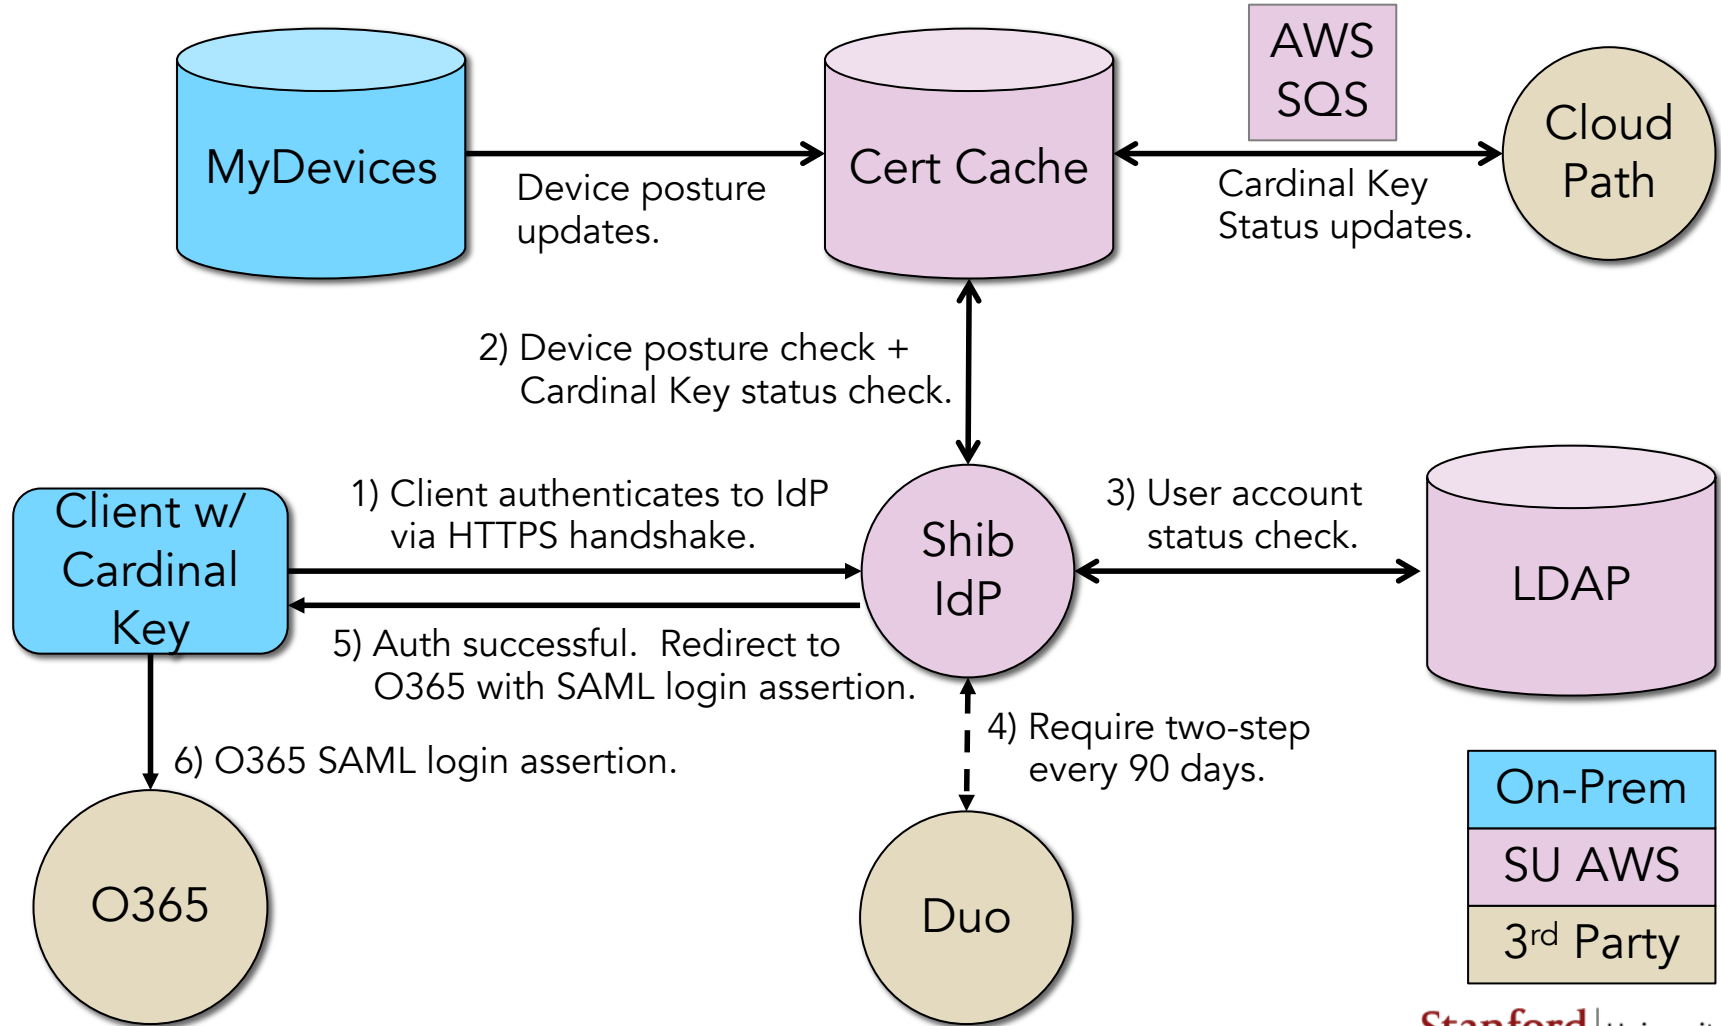 AWS
SQS
MyDevices
Cert Cache
Cloud
Path
Device posture
updates.
Cardinal Key
Status updates.
2) Device posture check +
Cardinal Key status check.
Client w/
Cardinal
Key
1) Client authenticates to IdP
via HTTPS handshake.
Shib
IdP
3) User account
status check.
LDAP
5) Auth successful.  Redirect to
O365 with SAML login assertion.
4) Require two-step
every 90 days.
6) O365 SAML login assertion.
O365
Duo
On-Prem
SU AWS
3rd Party
Stanford